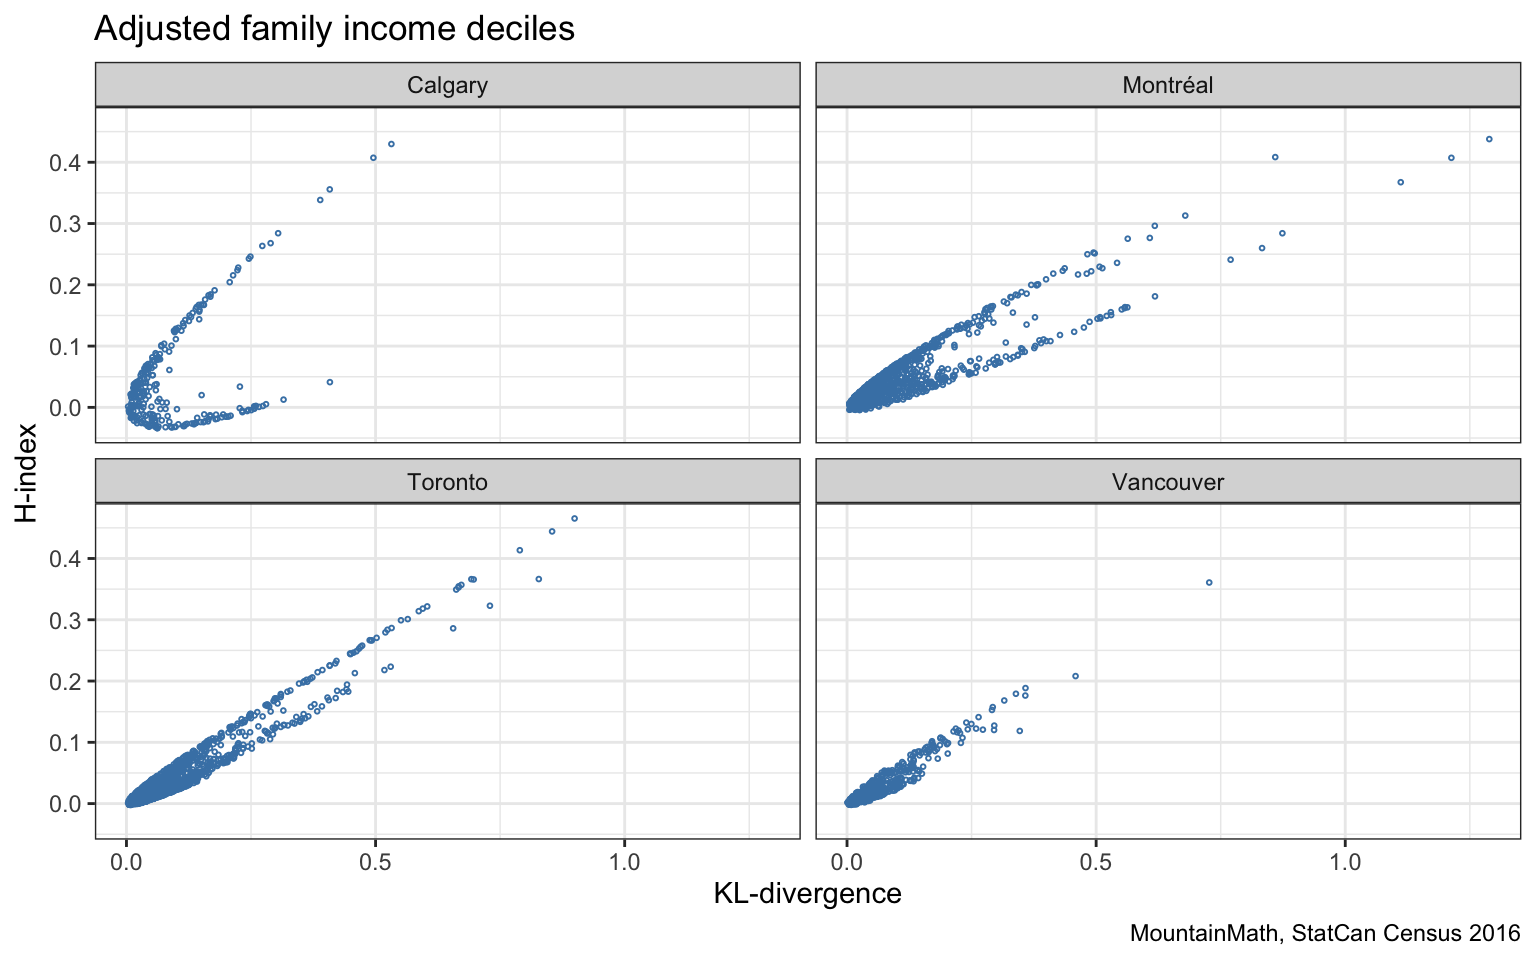 Adjusted family income deciles
Calgary
Montréal
0.4
0.3
0.2
0.1
0.0
H-index
Toronto
Vancouver
0.4
0.3
0.2
0.1
0.0
0.0 0.5 1.0 0.0 0.5 1.0
KL-divergence
MountainMath, StatCan Census 2016